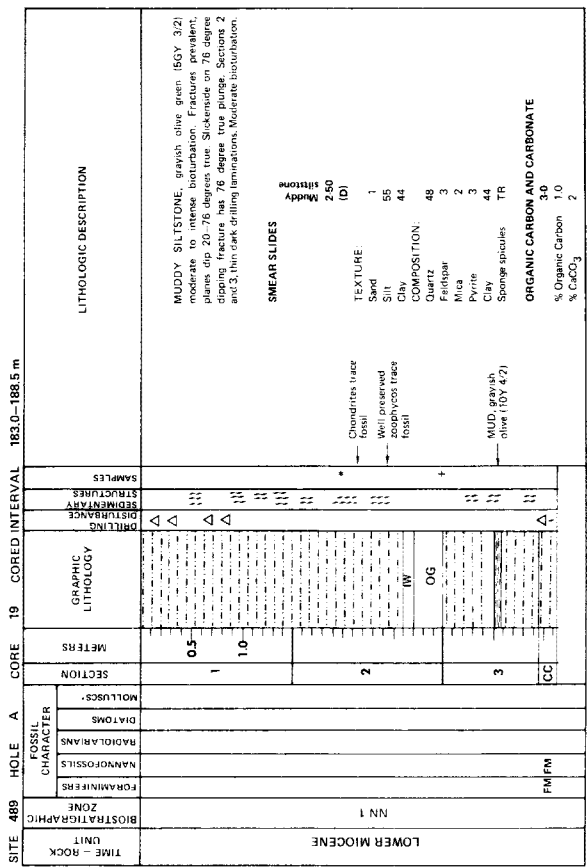 SITE 489 HOLE A CORE 19 CORED INTERVAL 183.0–188.5 m
TIME – ROCK UNIT
BIOSTRATIGRAPHIC ZONE
FOSSIL CHARACTER
FORAMINIFERS
NANNOFOSSILS
RADIOLARIANS
DIATOMS
MOLLUSCS'
SECTION
METERS
GRAPHIC LITHOLOGY
DRILLING DISTURBANCE
SEDIMENTARY STRUCTURES
SAMPLES
LITHOLOGIC DESCRIPTION
LOWER MIOCENE
NN 1
FM FM
1
2
3
CC
0.5
1.0
IW
OG
*
+
Chondrites trace
fossil
Well preserved
zoophycos trace
fossil
MUD, grayish
olive (10Y 4/2)
MUDDY SILTSTONE, grayish olive green (5GY 3/2)
moderate to intense bioturbation. Fractures prevalent,
planes dip 20–76 degrees true. Slickenside on 76 degree
dipping fracture has 76 degree true plunge. Sections 2
and 3, thin dark drilling laminations. Moderate bioturbation.
SMEAR SLIDES
Muddy
siltstone
2-50
(D)
TEXTURE:
Sand 1
Silt 55
Clay 44
COMPOSITION:
Quartz 48
Feldspar 3
Mica 2
Pyrite 3
Clay 44
Sponge spicules TR
ORGANIC CARBON AND CARBONATE
3-0
% Organic Carbon 1.0
% CaCO₃ 2